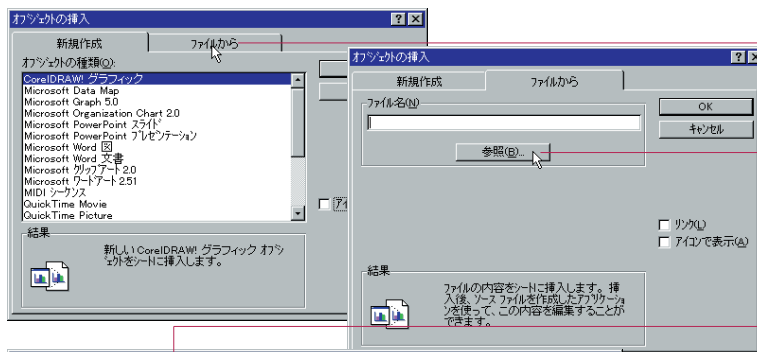 オブジェクトの挿入
新規作成
ファイルから
オブジェクトの種類(O):
CorelDRAW! グラフィック
Microsoft Data Map
Microsoft Graph 5.0
Microsoft Organization Chart 2.0
Microsoft PowerPoint スライド
Microsoft PowerPoint プレゼンテーション
Microsoft Word 図
Microsoft Word 文書
Microsoft クリップアート 2.0
Microsoft ワードアート 2.51
MIDI シーケンス
QuickTime Movie
QuickTime Picture
結果
新しい CorelDRAW! グラフィック オブジ
ェクトをシートに挿入します。
オブジェクトの挿入
新規作成
ファイルから
ファイル名(N)
OK
キャンセル
参照(B)...
リンク(L)
アイコンで表示(A)
結果
ファイルの内容をシートに挿入します。挿
入後、ソース ファイルを作成したアプリケーショ
ンを使って、この内容を編集することが
できます。